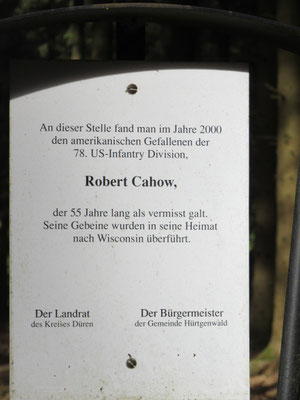 An dieser Stelle fand man im Jahre 2000
den amerikanischen Gefallenen der
78. US-Infantry Division,
Robert Cahow,
der 55 Jahre lang als vermisst galt.
Seine Gebeine wurden in seine Heimat
nach Wisconsin überführt.
Der Landrat
des Kreises Düren
Der Bürgermeister
der Gemeinde Hürtgenwald